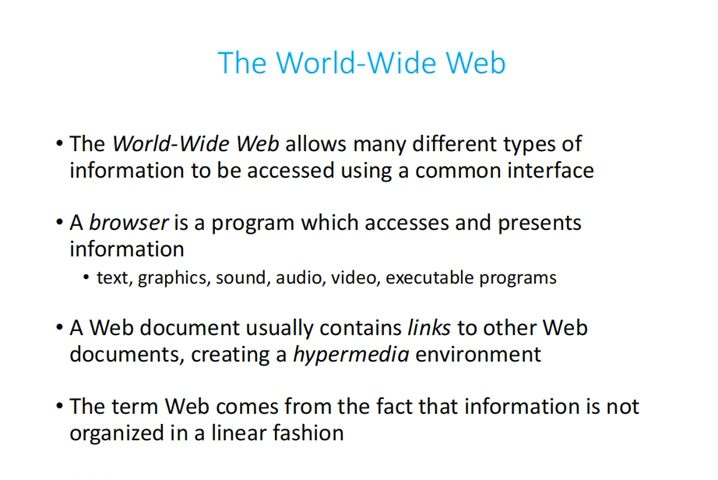 The World-Wide Web
• The World-Wide Web allows many different types of
information to be accessed using a common interface
• A browser is a program which accesses and presents
information
• text, graphics, sound, audio, video, executable programs
• A Web document usually contains links to other Web
documents, creating a hypermedia environment
• The term Web comes from the fact that information is not
organized in a linear fashion